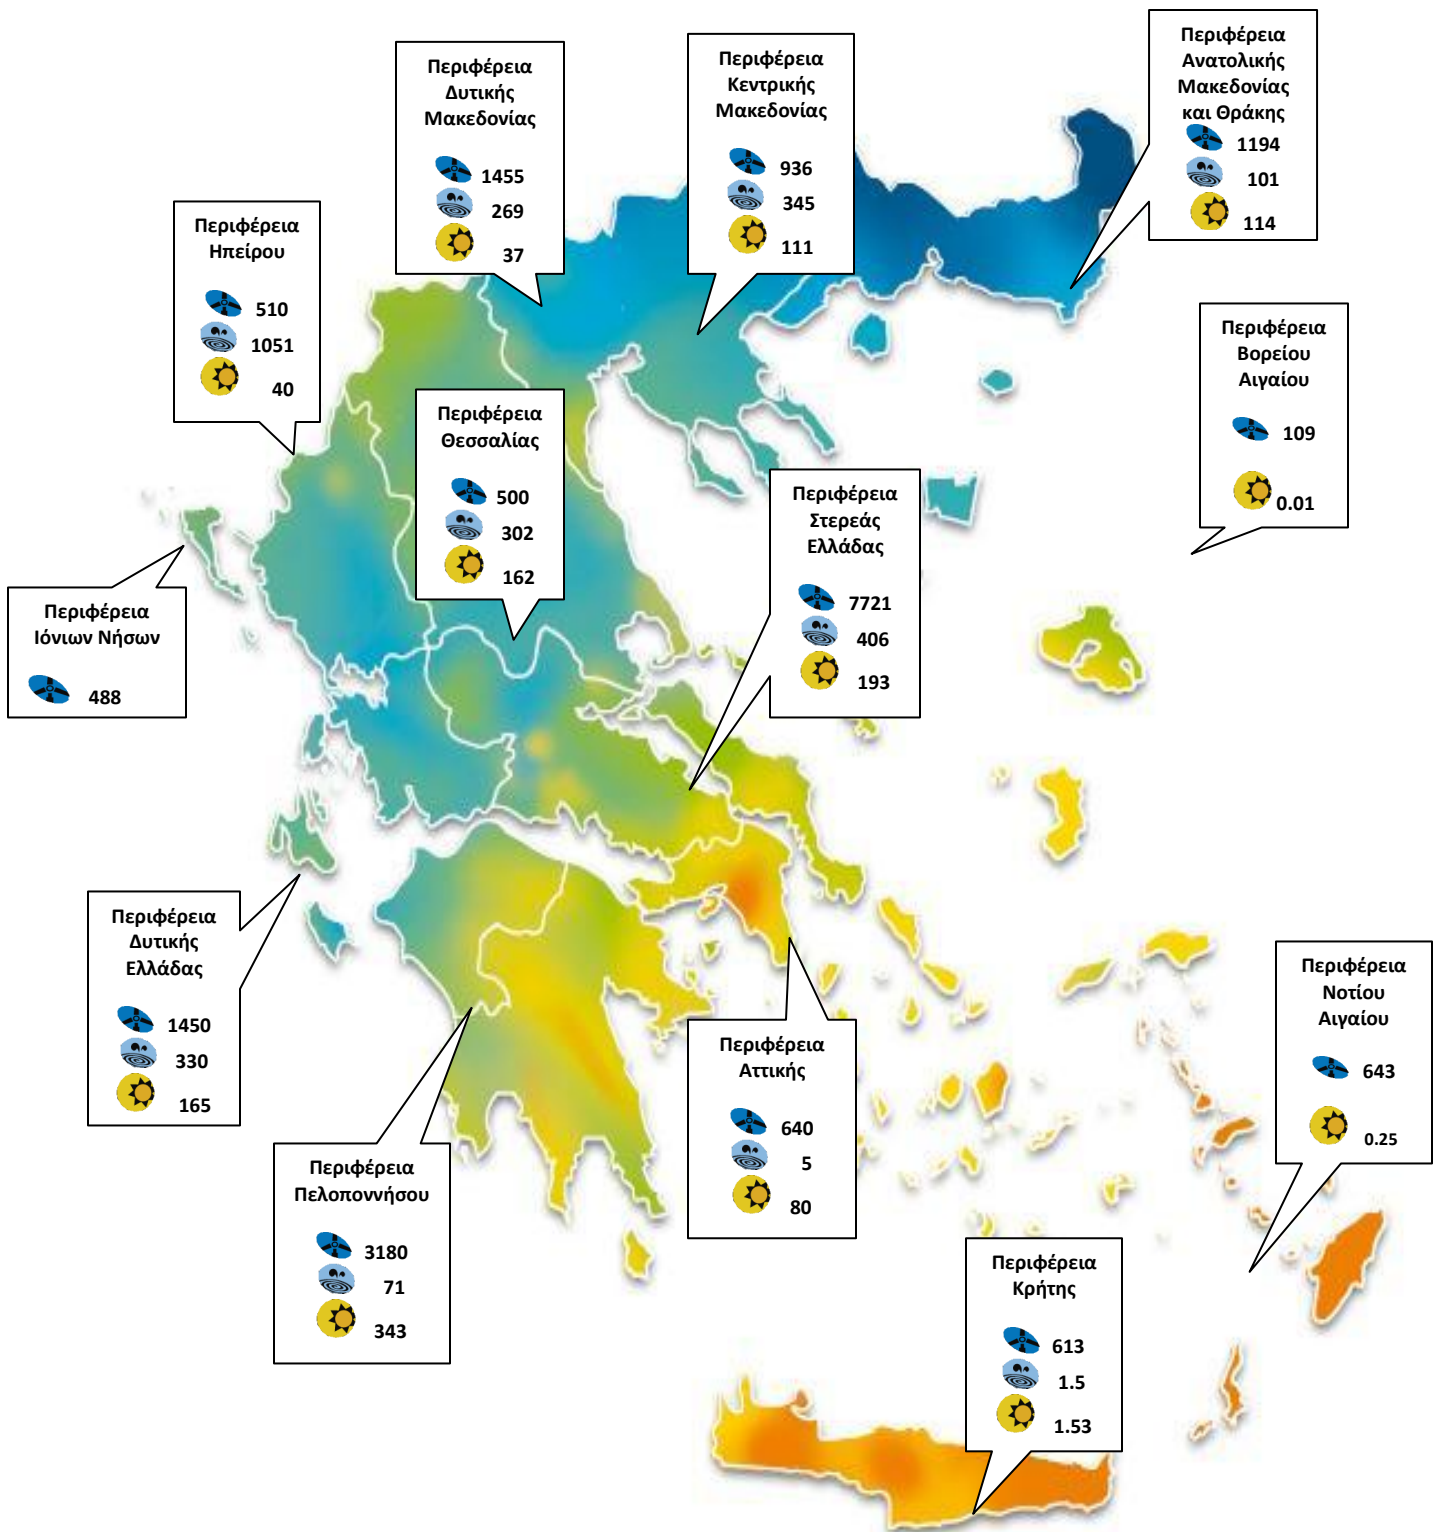 Περιφέρεια
Δυτικής
Μακεδονίας
1455
269
37
Περιφέρεια
Κεντρικής
Μακεδονίας
936
345
111
Περιφέρεια
Ανατολικής
Μακεδονίας
και Θράκης
1194
101
114
Περιφέρεια
Ηπείρου
510
1051
40
Περιφέρεια
Βορείου
Αιγαίου
109
0.01
Περιφέρεια
Θεσσαλίας
500
302
162
Περιφέρεια
Στερεάς
Ελλάδας
7721
406
193
Περιφέρεια
Ιόνιων Νήσων
488
Περιφέρεια
Δυτικής
Ελλάδας
1450
330
165
Περιφέρεια
Νοτίου
Αιγαίου
643
0.25
Περιφέρεια
Αττικής
640
5
80
Περιφέρεια
Πελοποννήσου
3180
71
343
Περιφέρεια
Κρήτης
613
1.5
1.53